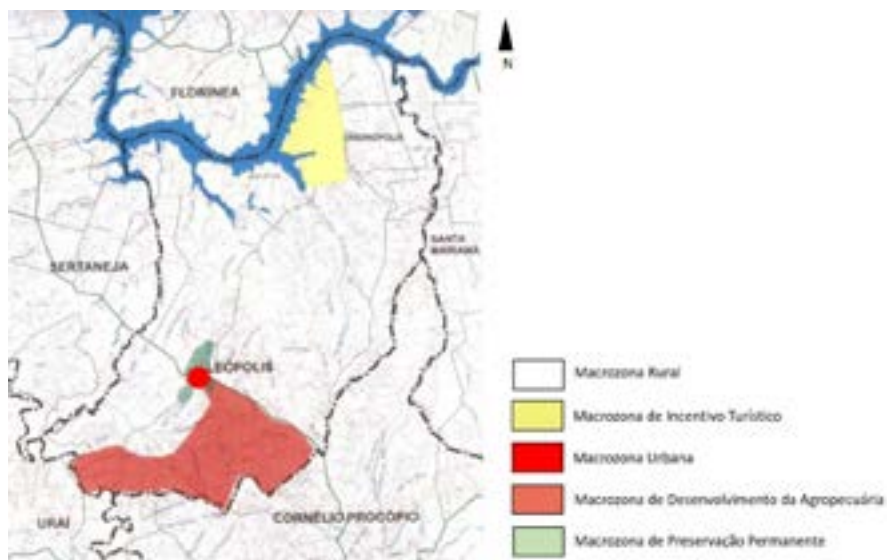 N
FLORINEA
SANTA
MARIANA
SERTANEJA
LEÓPOLIS
URAÍ
CORNÉLIO PROCÓPIO
Macrozona Rural
Macrozona de Incentivo Turístico
Macrozona Urbana
Macrozona de Desenvolvimento da Agropecuária
Macrozona de Preservação Permanente